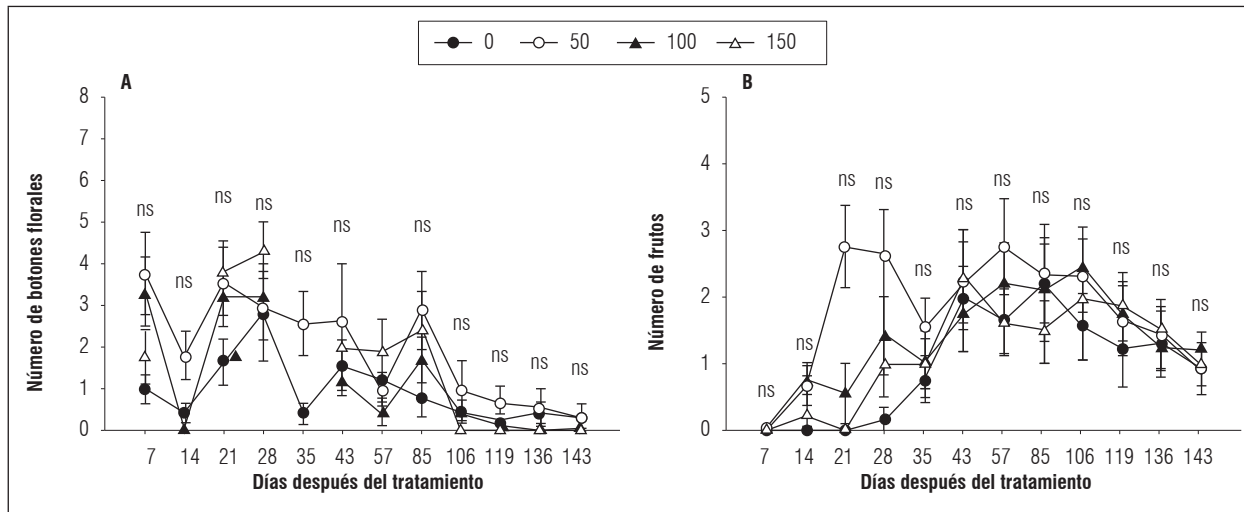 0 50 100 150
A
8
7
6
5
4
3
2
1
0
Número de botones florales
ns ns ns ns ns ns ns ns ns ns ns ns
7 14 21 28 35 43 57 85 106 119 136 143
Días después del tratamiento
B
5
4
3
2
1
0
Número de frutos
ns ns ns ns ns ns ns ns ns ns ns ns
7 14 21 28 35 43 57 85 106 119 136 143
Días después del tratamiento